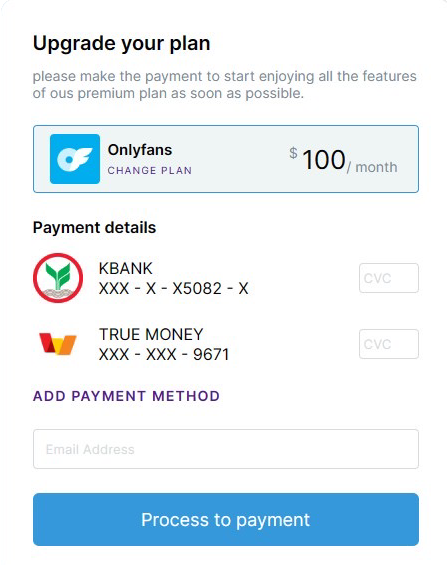 Upgrade your plan
please make the payment to start enjoying all the features
of ous premium plan as soon as possible.
Onlyfans
CHANGE PLAN
$ 100/ month
Payment details
KBANK
XXX - X - X5082 - X
CVC
TRUE MONEY
XXX - XXX - 9671
CVC
ADD PAYMENT METHOD
Email Address
Process to payment